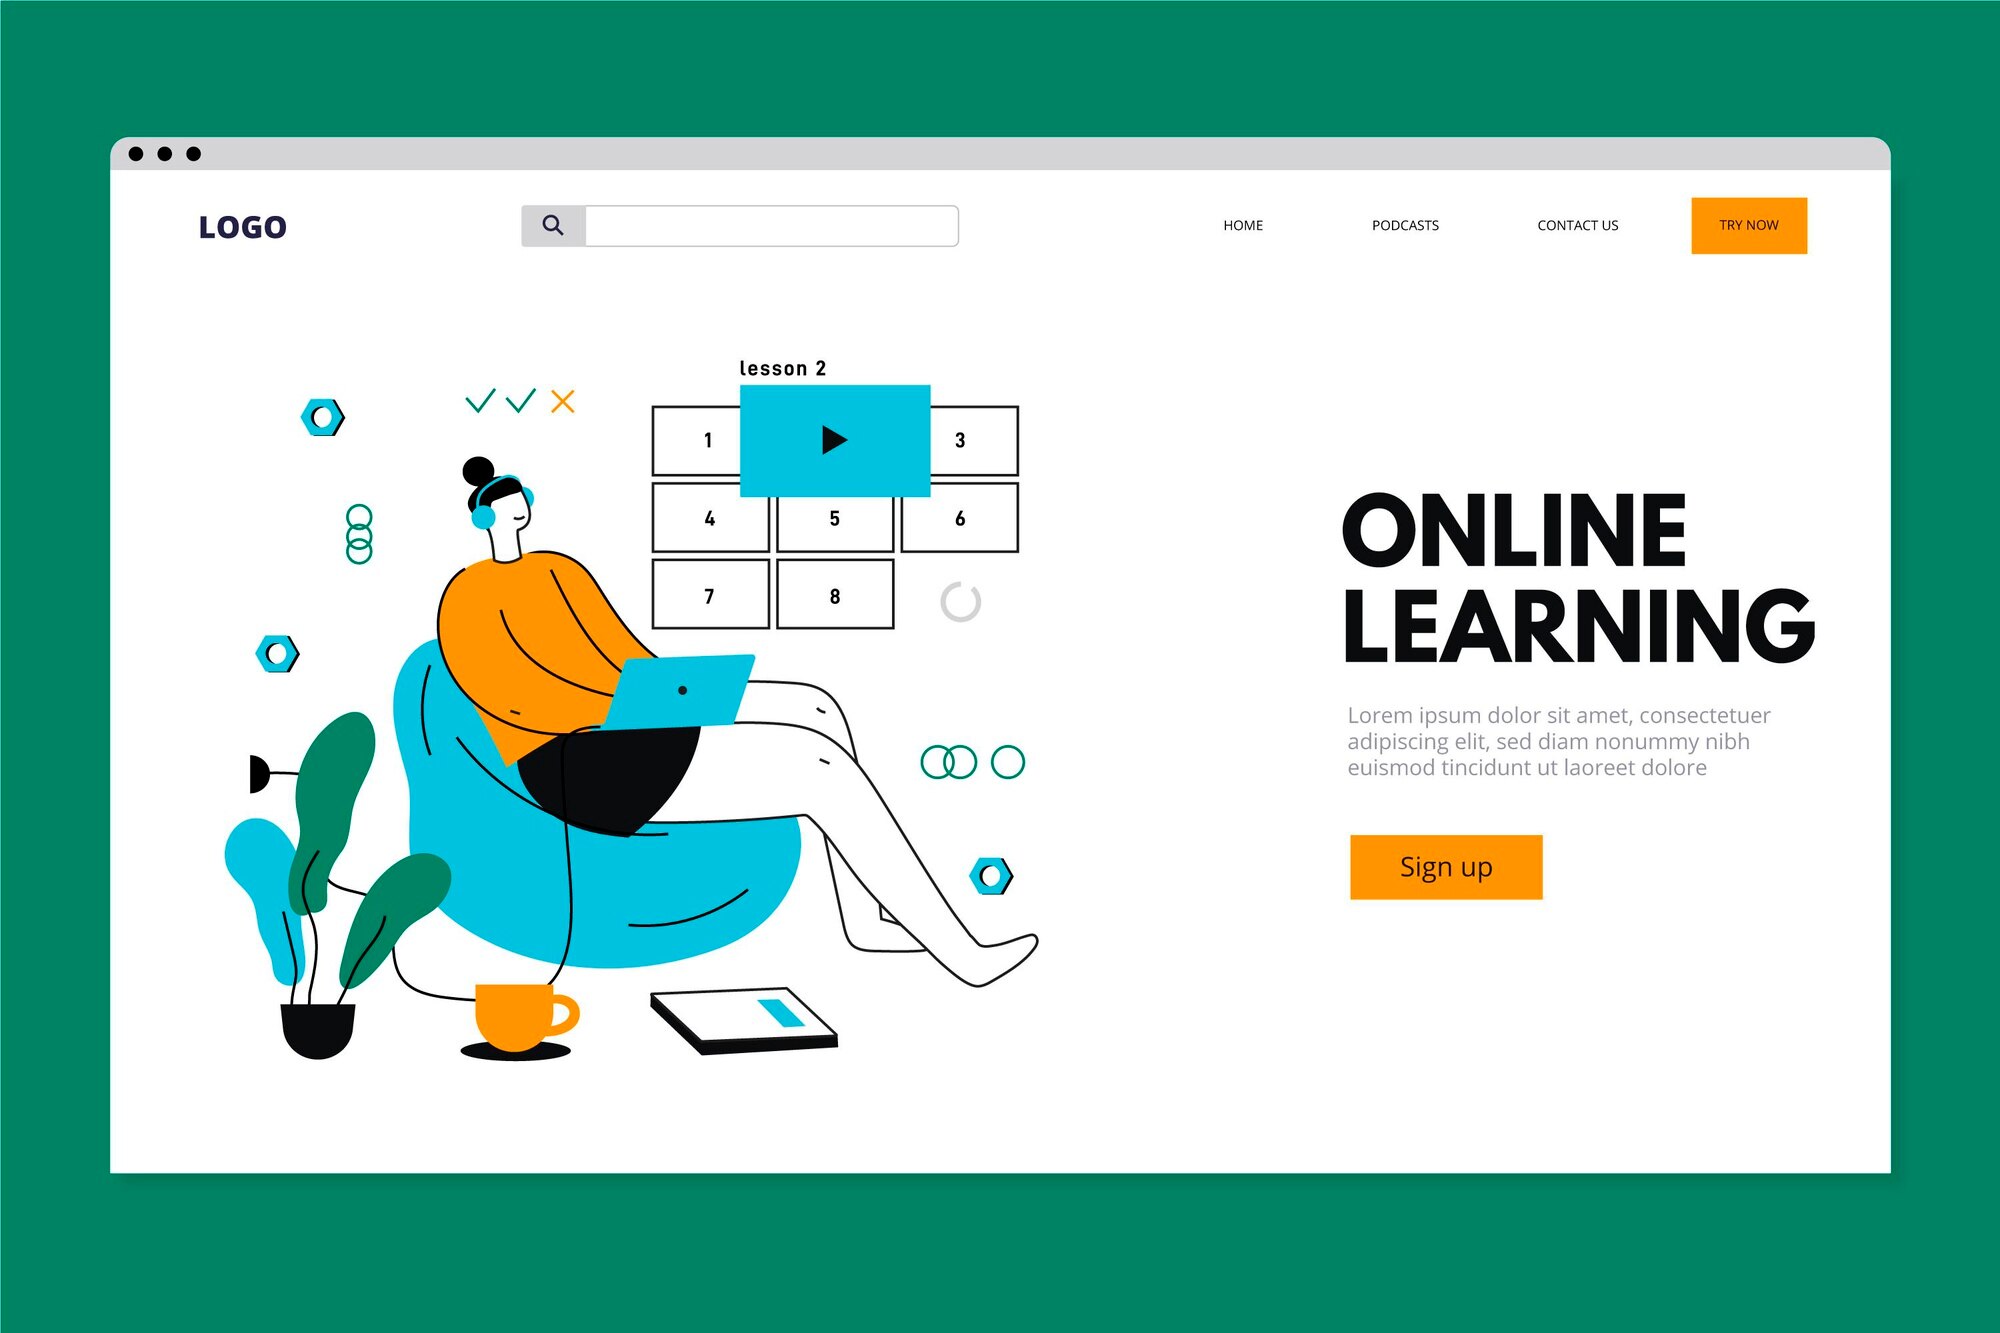 LOGO
HOME
PODCASTS
CONTACT US
TRY NOW
lesson 2
1
3
4
5
6
7
8
ONLINE
LEARNING
Lorem ipsum dolor sit amet, consectetuer
adipiscing elit, sed diam nonummy nibh
euismod tincidunt ut laoreet dolore
Sign up